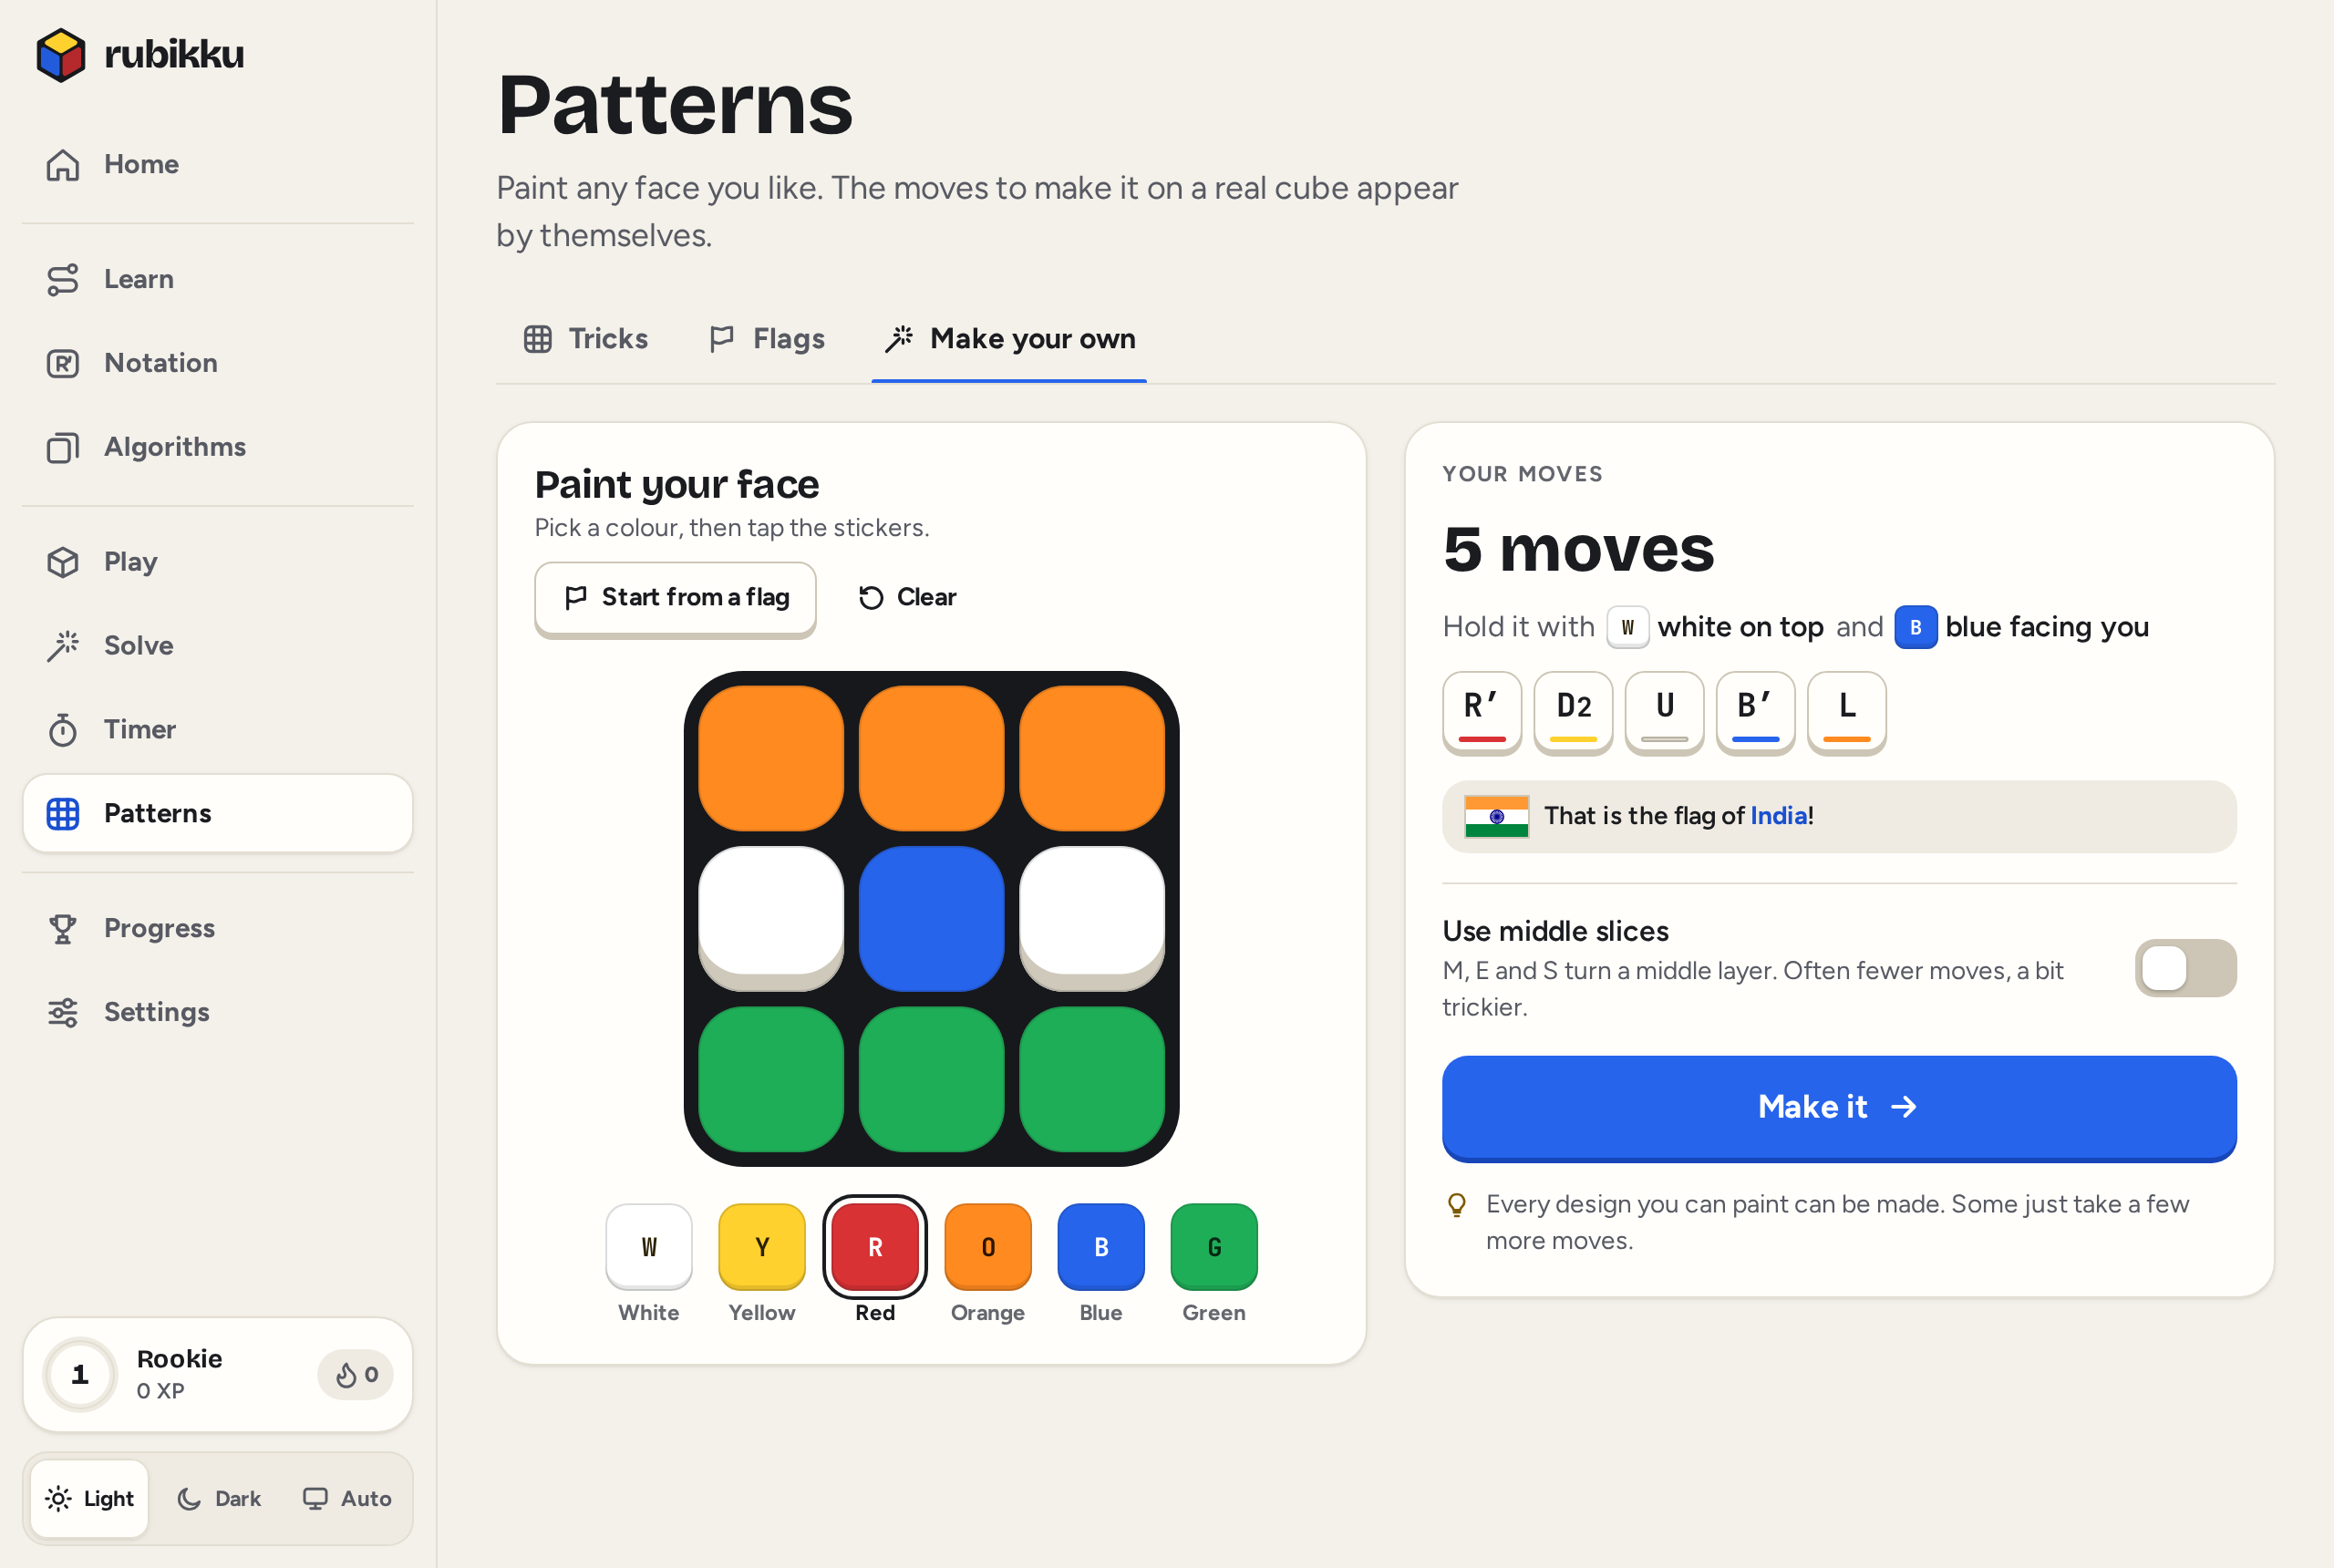 rubikku
Home
Learn
Notation
Algorithms
Play
Solve
Timer
Patterns
Progress
Settings
1
Rookie
0 XP
0
Light
Dark
Auto
Patterns
Paint any face you like. The moves to make it on a real cube appear
by themselves.
Tricks
Flags
Make your own
Paint your face
Pick a colour, then tap the stickers.
Start from a flag
Clear
W
Y
R
O
B
G
White
Yellow
Red
Orange
Blue
Green
YOUR MOVES
5 moves
Hold it with W white on top and B blue facing you
R′ D2 U B′ L
That is the flag of India!
Use middle slices
M, E and S turn a middle layer. Often fewer moves, a bit
trickier.
Make it →
Every design you can paint can be made. Some just take a few
more moves.